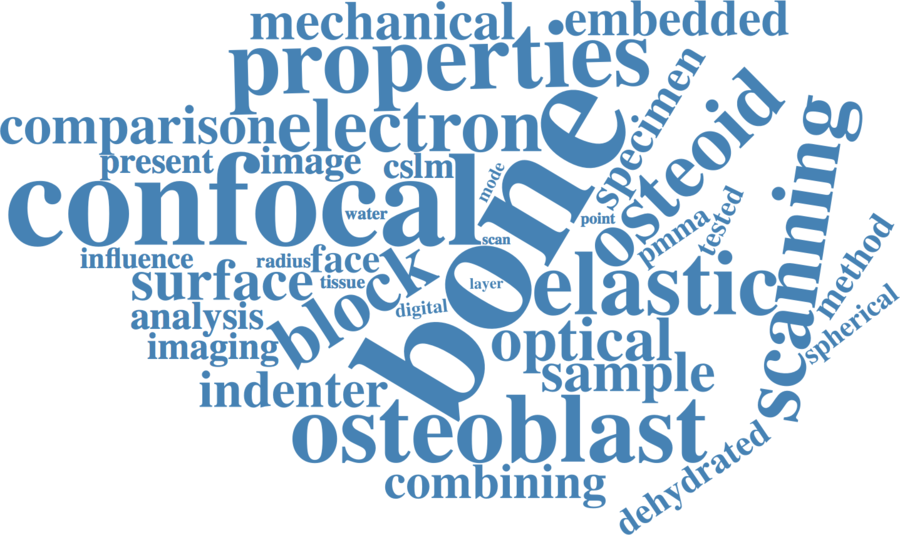 mechanical
embedded
properties
specimen
comparison
electron
osteoid
scanning
present
image
cslm
mode
bone
confocal
water
point
pmma
tested
scan
influence
radius
face
method
surface
tissue
block
layer
elastic
digital
spherical
analysis
imaging
optical
sample
indenter
osteoblast
dehydrated
combining